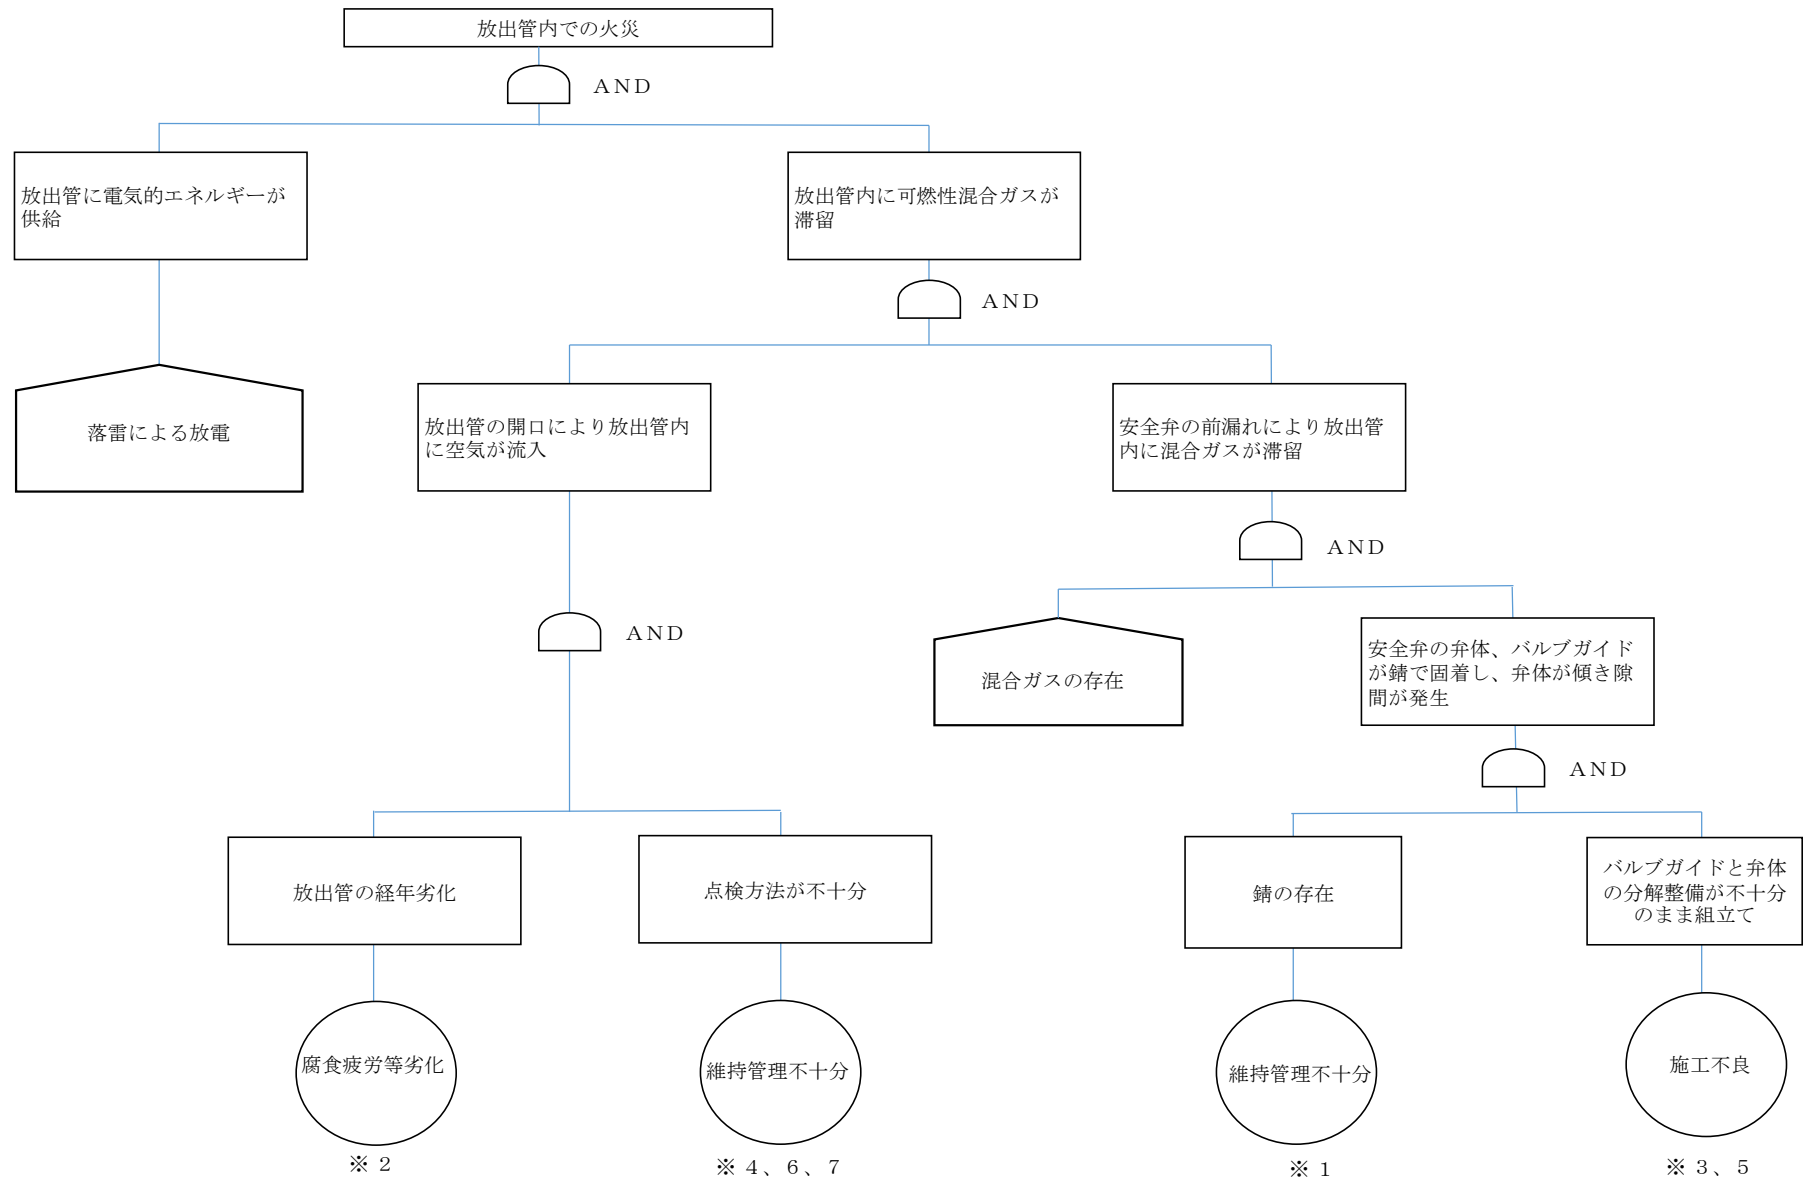 放出管内での火災
ＡＮＤ
放出管に電気的エネルギーが
供給
放出管内に可燃性混合ガスが
滞留
ＡＮＤ
落雷による放電
放出管の開口により放出管内
に空気が流入
安全弁の前漏れにより放出管
内に混合ガスが滞留
ＡＮＤ
ＡＮＤ
混合ガスの存在
安全弁の弁体、バルブガイド
が錆で固着し、弁体が傾き隙
間が発生
ＡＮＤ
放出管の経年劣化
点検方法が不十分
錆の存在
バルブガイドと弁体
の分解整備が不十分
のまま組立て
腐食疲労等劣化
維持管理不十分
維持管理不十分
施工不良
※２
※４、６、７
※１
※３、５